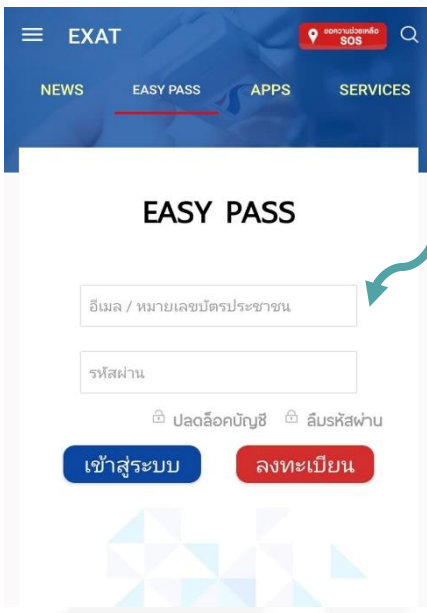 EXAT
ขอความช่วยเหลือ
SOS
NEWS EASY PASS APPS SERVICES
EASY PASS
อีเมล / หมายเลขบัตรประชาชน
รหัสผ่าน
ปลดล็อคบัญชี ลืมรหัสผ่าน
เข้าสู่ระบบ ลงทะเบียน